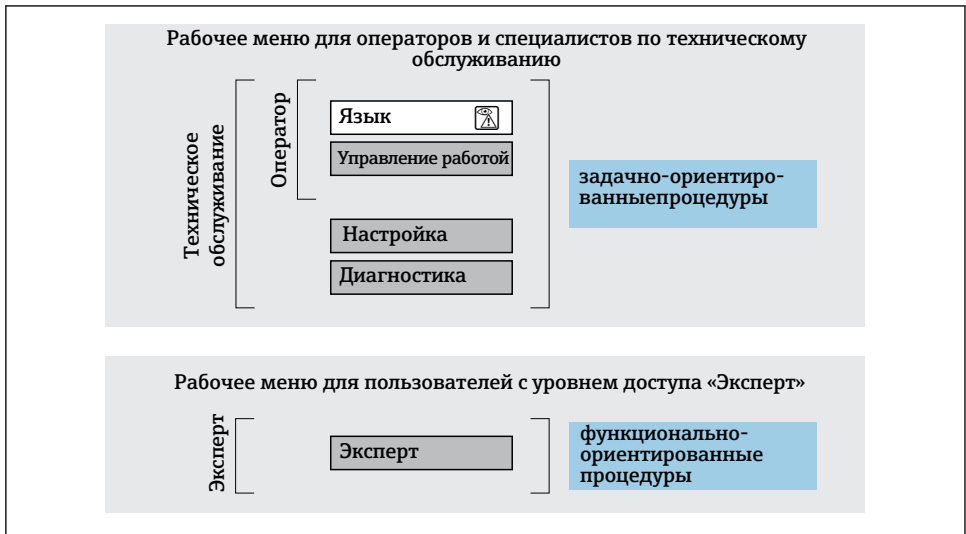 Рабочее меню для операторов и специалистов по техническому
обслуживанию
Техническое
обслуживание
Оператор
Язык
Управление работой
Настройка
Диагностика
задачно-ориентиро-
ванныепроцедуры
Рабочее меню для пользователей с уровнем доступа «Эксперт»
Эксперт
Эксперт
функционально-
ориентированные
процедуры